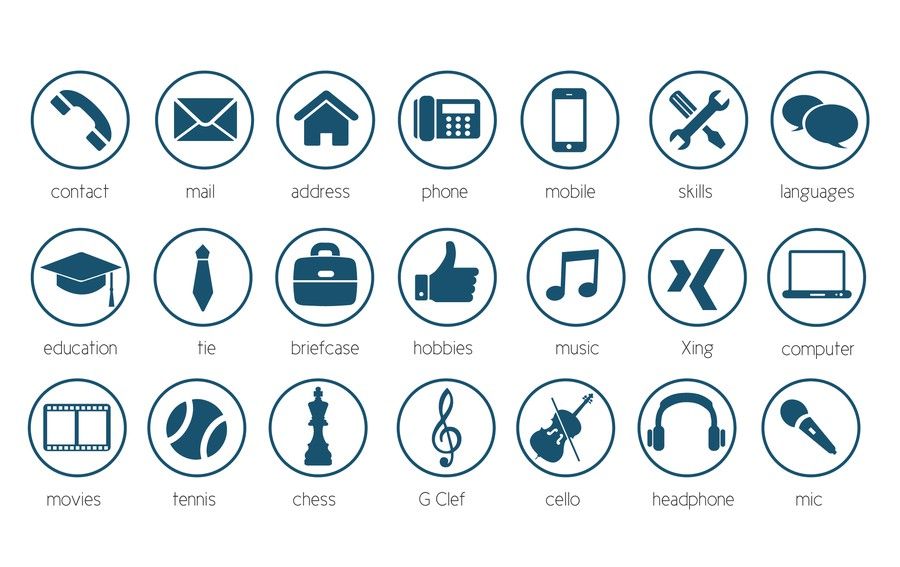 contact mail address phone mobile skills languages
education tie briefcase hobbies music Xing computer
movies tennis chess G Clef cello headphone mic